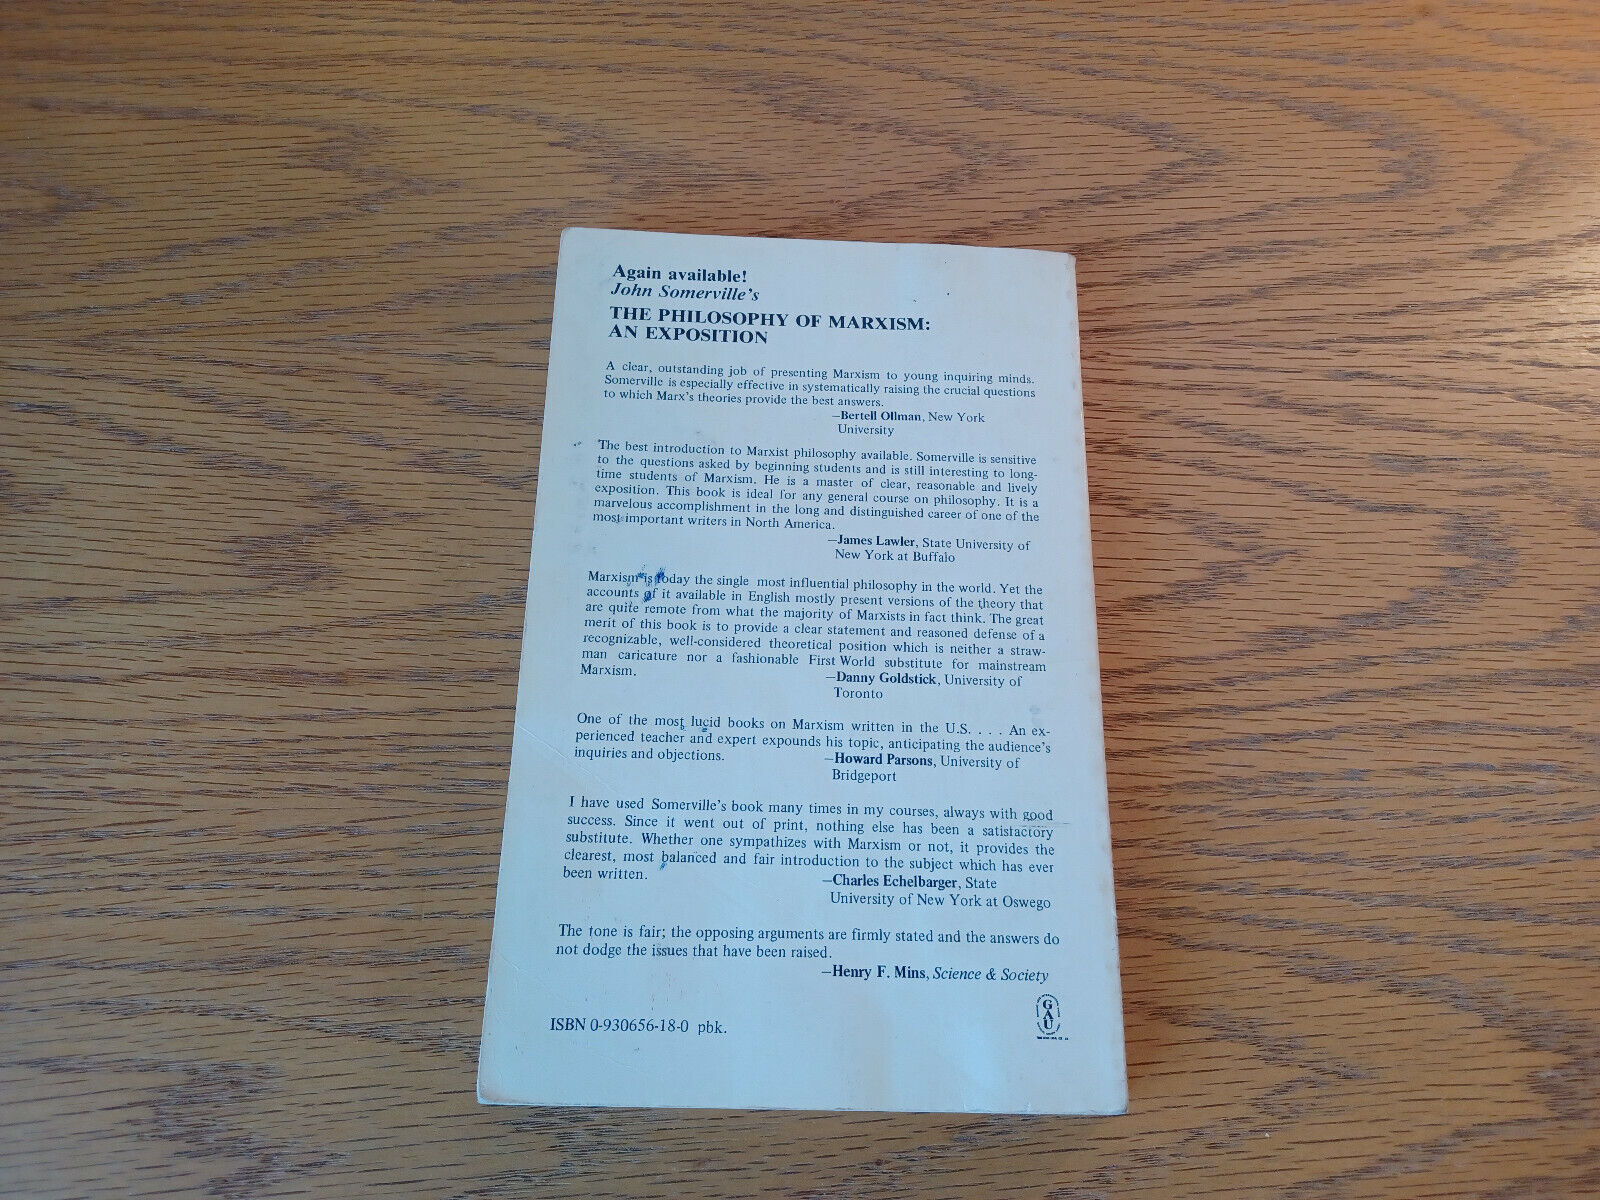 Again available!
John Somerville's
THE PHILOSOPHY OF MARXISM:
AN EXPOSITION
A clear, outstanding job of presenting Marxism to young inquiring minds.
Somerville is especially effective in systematically raising the crucial questions
to which Marx's theories provide the best answers.
—Bertell Ollman, New York
University
The best introduction to Marxist philosophy available. Somerville is sensitive
to the questions asked by beginning students and is still interesting to long-
time students of Marxism. He is a master of clear, reasonable and lively
exposition. This book is ideal for any general course on philosophy. It is a
marvelous accomplishment in the long and distinguished career of one of the
most important writers in North America.
—James Lawler, State University of
New York at Buffalo
Marxism is today the single most influential philosophy in the world. Yet the
accounts of it available in English mostly present versions of the theory that
are quite remote from what the majority of Marxists in fact think. The great
merit of this book is to provide a clear statement and reasoned defense of a
recognizable, well-considered theoretical position which is neither a straw-
man caricature nor a fashionable First World substitute for mainstream
Marxism.
—Danny Goldstick, University of
Toronto
One of the most lucid books on Marxism written in the U.S. . . . An ex-
perienced teacher and expert expounds his topic, anticipating the audience's
inquiries and objections.
—Howard Parsons, University of
Bridgeport
I have used Somerville's book many times in my courses, always with good
success. Since it went out of print, nothing else has been a satisfactory
substitute. Whether one sympathizes with Marxism or not, it provides the
clearest, most balanced and fair introduction to the subject which has ever
been written.
—Charles Echelbarger, State
University of New York at Oswego
The tone is fair; the opposing arguments are firmly stated and the answers do
not dodge the issues that have been raised.
—Henry F. Mins, Science & Society
GAU
ISBN 0-930656-18-0 pbk.